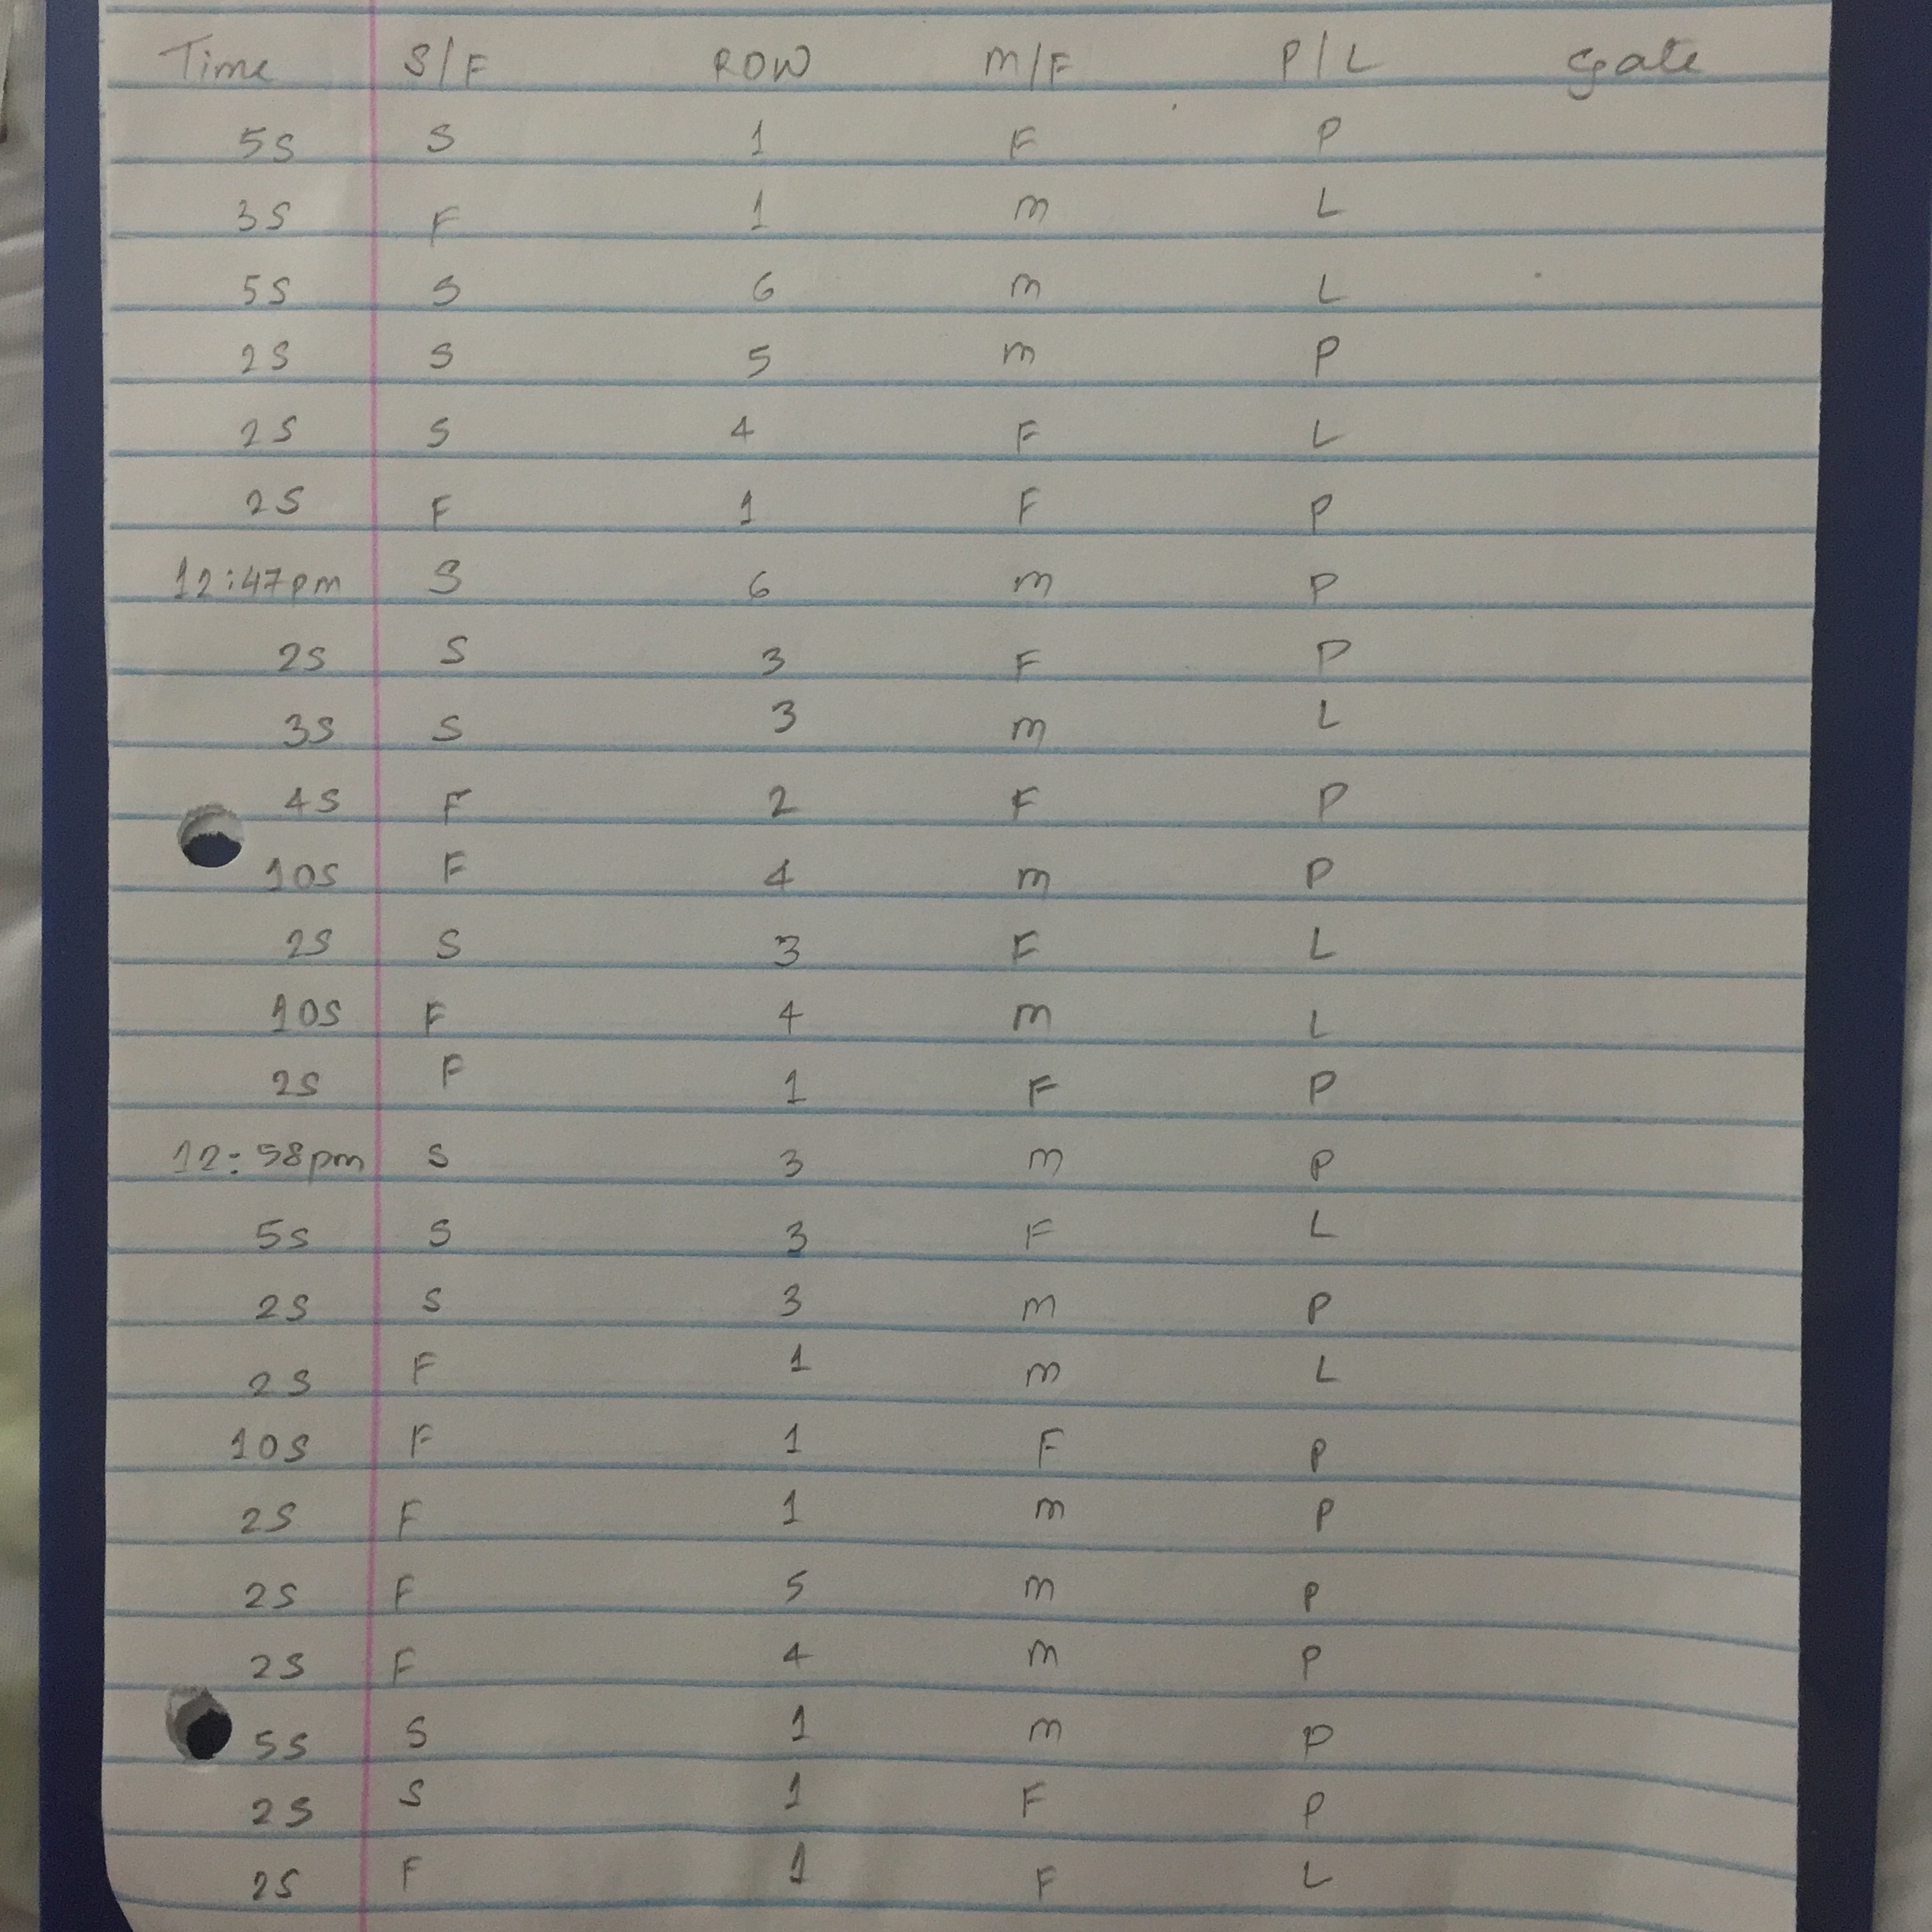 Time S/F ROW M/F P/L Gate
5S S 1 F P
3S F 1 m L
5S S 6 m L
2S S 5 m P
2S S 4 F L
2S F 1 F P
12:47pm S 6 m P
2S S 3 F P
3S S 3 m L
4S F 2 F P
10S F 4 m P
2S S 3 F L
10S F 4 m L
2S F 1 F P
12:58pm S 3 m P
5S S 3 F L
2S S 3 m P
2S F 1 m L
10S F 1 F P
2S F 1 m P
2S F 5 m P
2S F 4 m P
5S S 1 m P
2S S 1 F P
2S F 1 F L